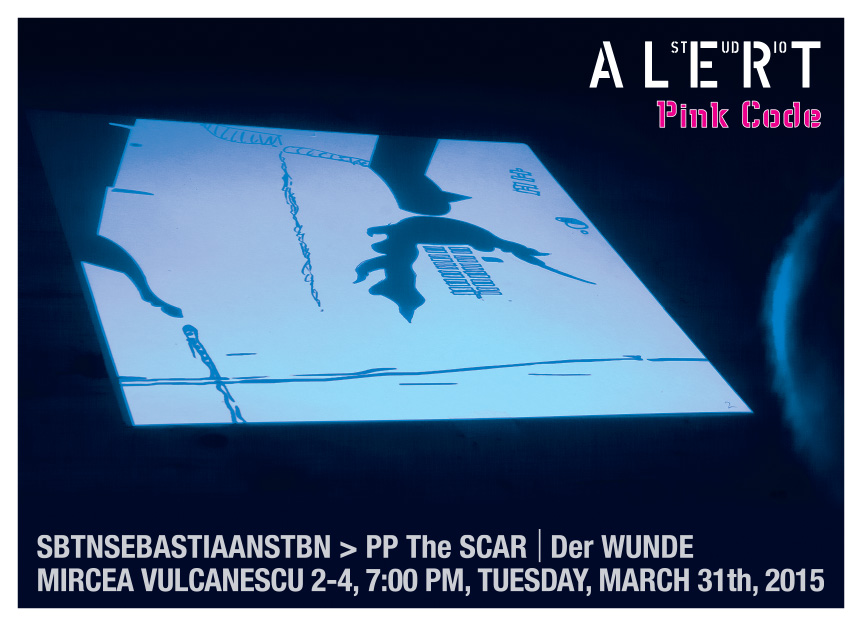 ALERT
STUDIO
Pink Code
2
SBTNSEBASTIAANSTBN > PP The SCAR | Der WUNDE
MIRCEA VULCANESCU 2-4, 7:00 PM, TUESDAY, MARCH 31th, 2015